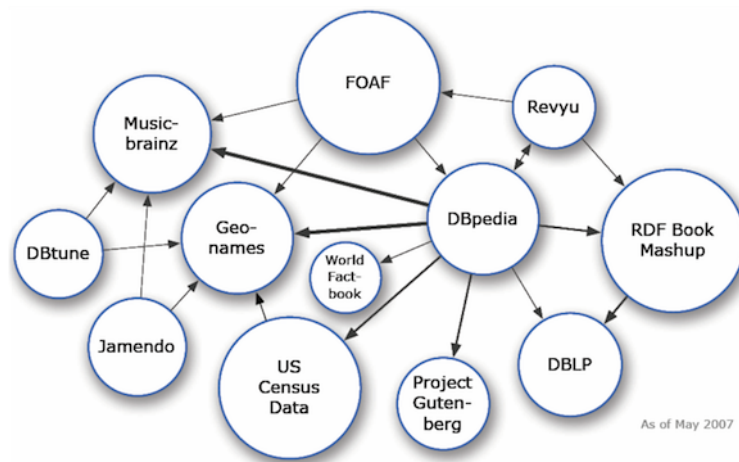 FOAF
Music-
brainz
Revyu
DBpedia
RDF Book
Mashup
Geo-
names
DBtune
World
Fact-
book
Jamendo
US
Census
Data
Project
Guten-
berg
DBLP
As of May 2007